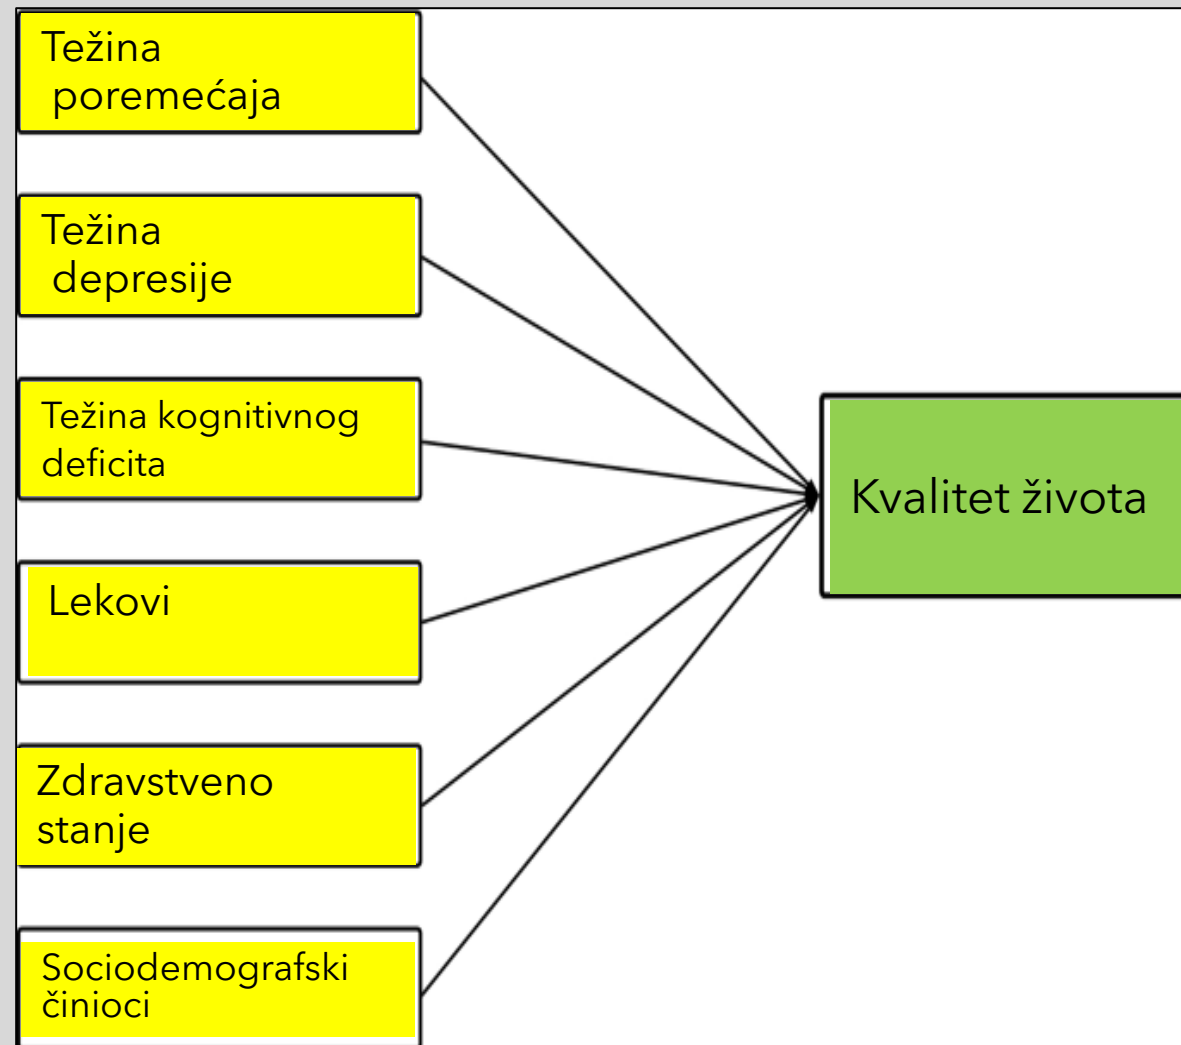 Težina
poremećaja
Težina
depresije
Težina kognitivnog
deficita
Lekovi
Zdravstveno
stanje
Sociodemografski
činioci
Kvalitet života